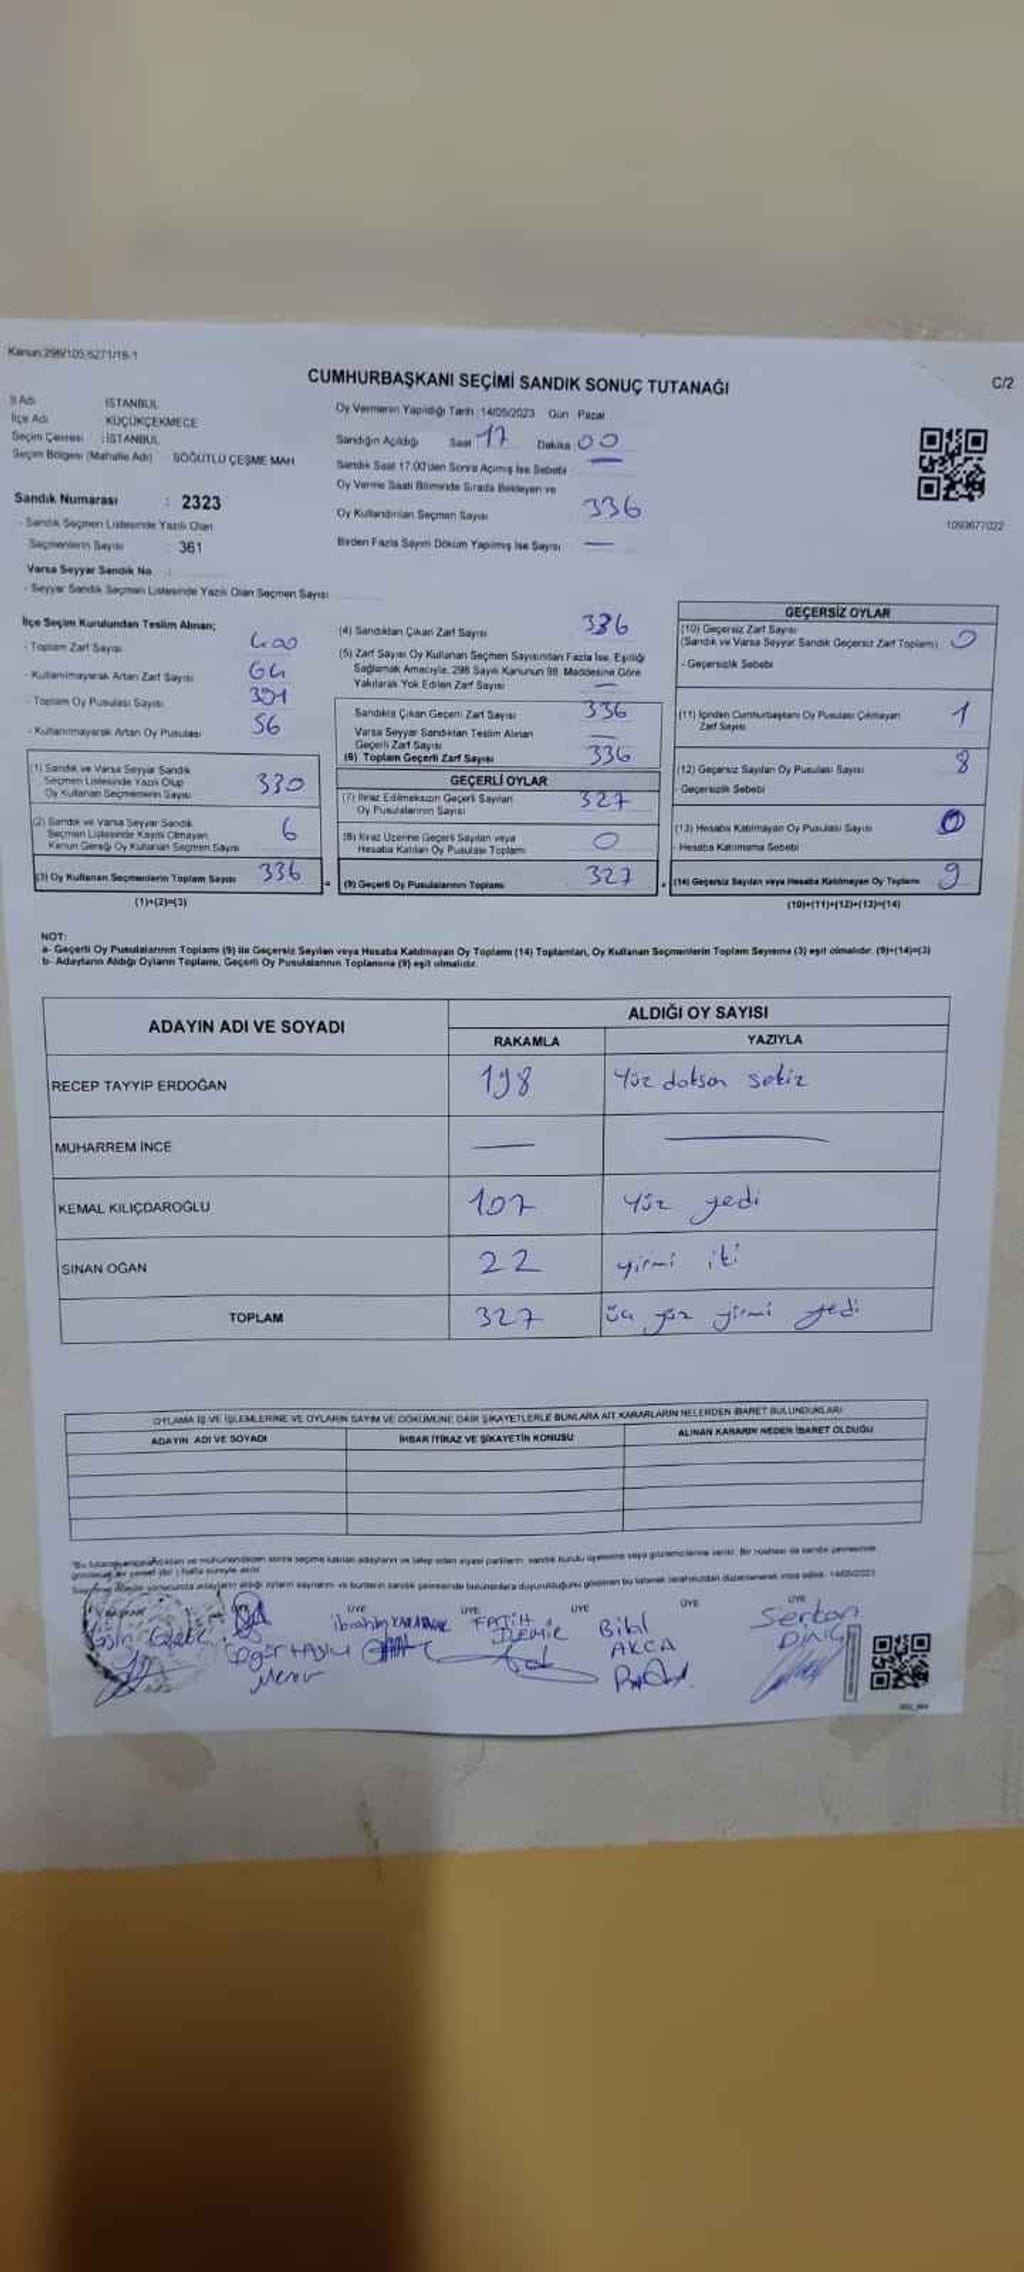 Kanun:298/105,6271/18-1
CUMHURBAŞKANI SEÇİMİ SANDIK SONUÇ TUTANAĞI
C/2
İl Adı İSTANBUL
İlçe Adı KÜÇÜKÇEKMECE
Seçim Çevresi : İSTANBUL
Seçim Bölgesi (Mahalle Adı) SÖĞÜTLÜ ÇEŞME MAH
Sandık Numarası : 2323
- Sandık Seçmen Listesinde Yazılı Olan
Seçmenlerin Sayısı : 361
Varsa Seyyar Sandık No :
- Seyyar Sandık Seçmen Listesinde Yazılı Olan Seçmen Sayısı
Oy Vermenin Yapıldığı Tarih 14/05/2023 Gün Pazar
Sandığın Açıldığı Saat 17 Dakika 00
Sandık Saat 17:00'den Sonra Açılmış İse Sebebi —
Oy Verme Saati Bitiminde Sırada Bekleyen ve
Oy Kullandırılan Seçmen Sayısı 336
Birden Fazla Sayım Döküm Yapılmış İse Sayısı —
1090677022
İlçe Seçim Kurulundan Teslim Alınan;
- Toplam Zarf Sayısı 400
- Kullanılmayarak Artan Zarf Sayısı 64
- Toplam Oy Pusulası Sayısı
- Kullanılmayarak Artan Oy Pusulası 56
(1) Sandık ve Varsa Seyyar Sandık
Seçmen Listesinde Yazılı Olup
Oy Kullanan Seçmenlerin Sayısı 330
(2) Sandık ve Varsa Seyyar Sandık
Seçmen Listesinde Kayıtlı Olmayan
Kanun Gereği Oy Kullanan Seçmen Sayısı 6
(3) Oy Kullanan Seçmenlerin Toplam Sayısı 336
(1)+(2)=(3)
(4) Sandıktan Çıkan Zarf Sayısı 336
(5) Zarf Sayısı Oy Kullanan Seçmen Sayısından Fazla İse, Eşitliği
Sağlamak Amacıyla, 298 Sayılı Kanunun 98. Maddesine Göre
Yakılarak Yok Edilen Zarf Sayısı —
Sandıkta Çıkan Geçerli Zarf Sayısı 336
Varsa Seyyar Sandıktan Teslim Alınan
Geçerli Zarf Sayısı —
(6) Toplam Geçerli Zarf Sayısı 336
GEÇERLİ OYLAR
(7) İtiraz Edilmeksizin Geçerli Sayılan
Oy Pusulalarının Sayısı 327
(8) İtiraz Üzerine Geçerli Sayılan veya
Hesaba Katılan Oy Pusulası Toplamı 0
= (9) Geçerli Oy Pusulalarının Toplamı 327
GEÇERSİZ OYLAR
(10) Geçersiz Zarf Sayısı
(Sandık ve Varsa Seyyar Sandık Geçersiz Zarf Toplamı) 0
- Geçersizlik Sebebi
(11) İçinden Cumhurbaşkanı Oy Pusulası Çıkmayan
Zarf Sayısı 1
(12) Geçersiz Sayılan Oy Pusulası Sayısı 8
- Geçersizlik Sebebi
(13) Hesaba Katılmayan Oy Pusulası Sayısı 0
- Hesaba Katılmama Sebebi
+ (14) Geçersiz Sayılan veya Hesaba Katılmayan Oy Toplamı 9
(10)+(11)+(12)+(13)=(14)
NOT:
a- Geçerli Oy Pusulalarının Toplamı (9) ile Geçersiz Sayılan veya Hesaba Katılmayan Oy Toplamı (14) Toplamları, Oy Kullanan Seçmenlerin Toplam Sayısına (3) eşit olmalıdır. (9)+(14)=(3)
b- Adayların Aldığı Oyların Toplamı, Geçerli Oy Pusulalarının Toplamına (9) eşit olmalıdır.
ADAYIN ADI VE SOYADI ALDIĞI OY SAYISI
RAKAMLA YAZIYLA
RECEP TAYYIP ERDOĞAN 198 Yüz doksan sekiz
MUHARREM İNCE — —
KEMAL KILIÇDAROĞLU 107 Yüz yedi
SİNAN OĞAN 22 yirmi iki
TOPLAM 327 üç yüz yirmi yedi
OYLAMA İŞ VE İŞLEMLERİNE VE OYLARIN SAYIM VE DÖKÜMÜNE DAİR ŞİKAYETLERLE BUNLARA AİT KARARLARIN NELERDEN İBARET BULUNDUKLARI
ADAYIN ADI VE SOYADI İHBAR İTİRAZ VE ŞİKAYETİN KONUSU ALINAN KARARIN NEDEN İBARET OLDUĞU
ÜYE ÜYE ÜYE ÜYE ÜYE
İbrahim KARABACAK FATİH Bilal AKCA Serkan DİNÇ